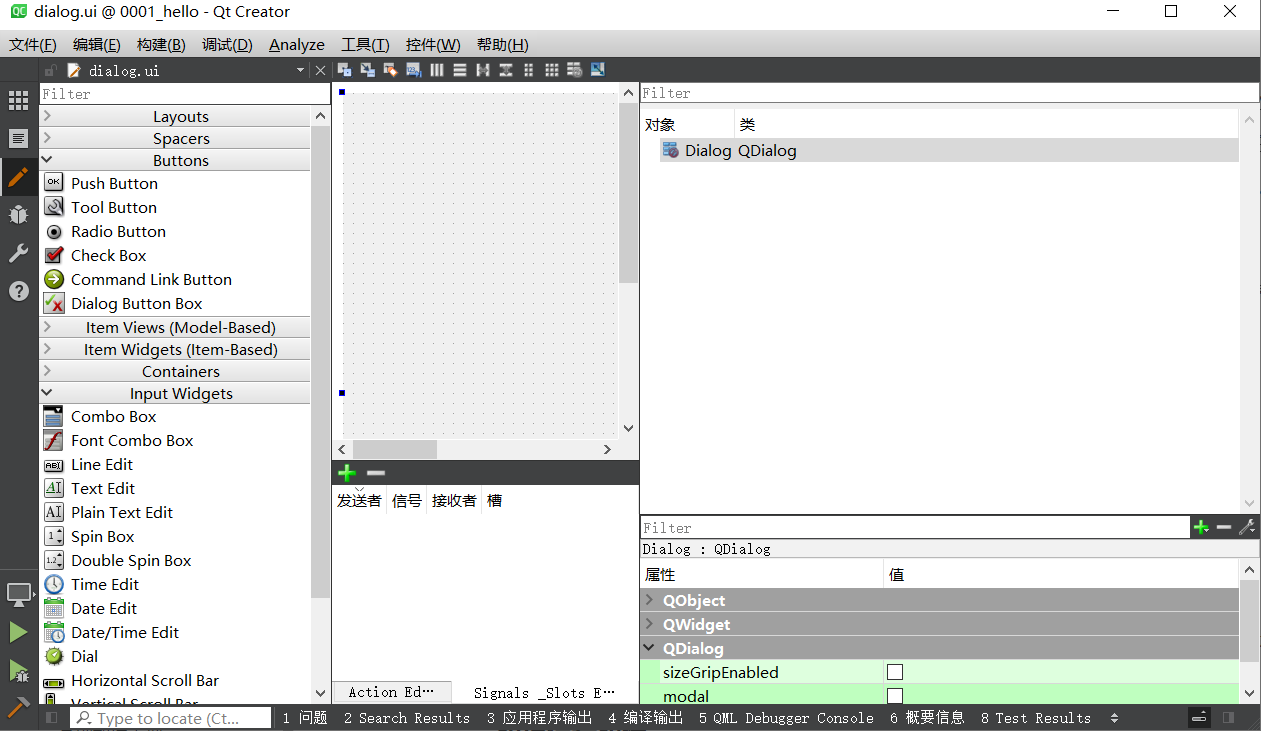 dialog.ui @ 0001_hello - Qt Creator
文件(F) 编辑(E) 构建(B) 调试(D) Analyze 工具(T) 控件(W) 帮助(H)
dialog.ui
Filter
Layouts
Spacers
Buttons
Push Button
Tool Button
Radio Button
Check Box
Command Link Button
Dialog Button Box
Item Views (Model-Based)
Item Widgets (Item-Based)
Containers
Input Widgets
Combo Box
Font Combo Box
Line Edit
Text Edit
Plain Text Edit
Spin Box
Double Spin Box
Time Edit
Date Edit
Date/Time Edit
Dial
Horizontal Scroll Bar
Vertical Scroll Bar
发送者 信号 接收者 槽
Action Ed… Signals _Slots E…
Filter
对象 类
Dialog QDialog
Filter
Dialog : QDialog
属性 值
QObject
QWidget
QDialog
sizeGripEnabled
modal
Type to locate (Ct...
1 问题 2 Search Results 3 应用程序输出 4 编译输出 5 QML Debugger Console 6 概要信息 8 Test Results